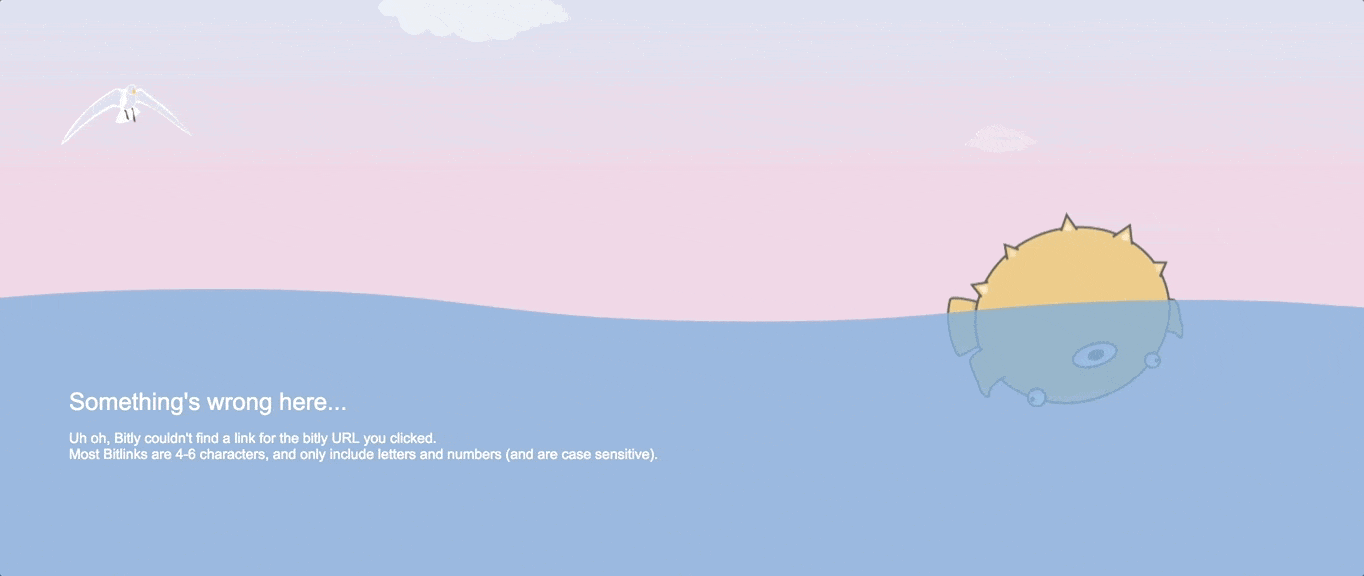 Something's wrong here...
Uh oh, Bitly couldn't find a link for the bitly URL you clicked.
Most Bitlinks are 4-6 characters, and only include letters and numbers (and are case sensitive).